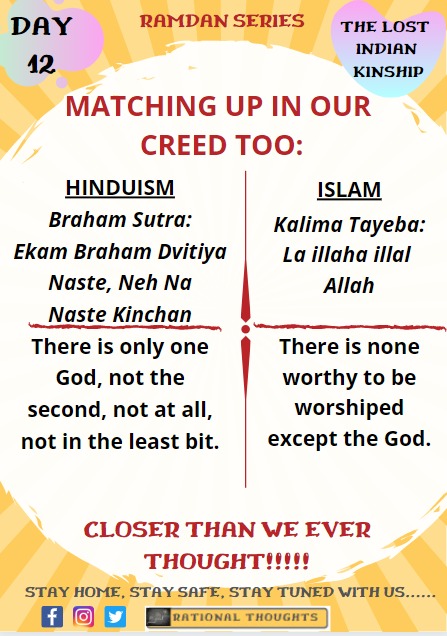 DAY
12
RAMDAN SERIES
THE LOST
INDIAN
KINSHIP
MATCHING UP IN OUR
CREED TOO:
HINDUISM
Braham Sutra:
Ekam Braham Dvitiya
Naste, Neh Na
Naste Kinchan
There is only one
God, not the
second, not at all,
not in the least bit.
ISLAM
Kalima Tayeba:
La illaha illal
Allah
There is none
worthy to be
worshiped
except the God.
CLOSER THAN WE EVER
THOUGHT!!!!!
STAY HOME, STAY SAFE, STAY TUNED WITH US......
RATIONAL THOUGHTS